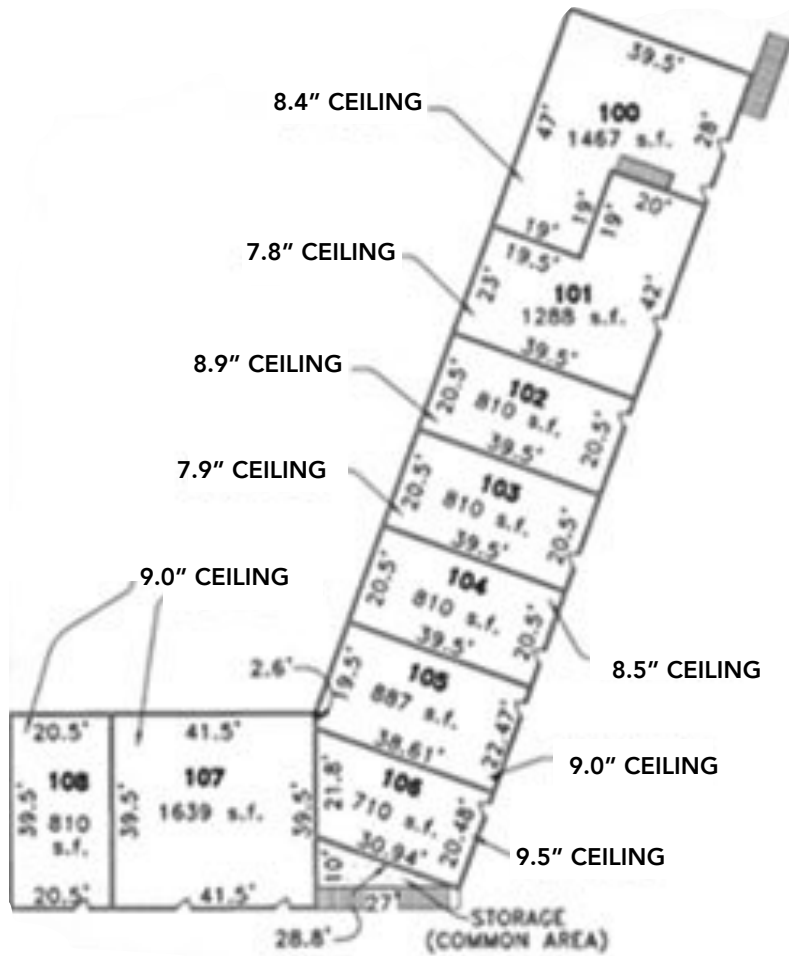 39.5'
8.4" CEILING
47'
100
1467 s.f.
28'
19'
19'
19'
20'
7.8" CEILING
19.5'
23'
101
1288 s.f.
42'
39.5'
8.9" CEILING
20.5'
102
810 s.f.
20.5'
39.5'
7.9" CEILING
20.5'
103
810 s.f.
20.5'
39.5'
9.0" CEILING
20.5'
104
810 s.f.
20.5'
39.5'
8.5" CEILING
2.6'
19.5'
105
887 s.f.
22.47'
38.61'
9.0" CEILING
20.5'
41.5'
108
810
s.f.
39.5'
39.5'
107
1639 s.f.
39.5'
21.8'
106
710 s.f.
20.48'
30.94'
9.5" CEILING
10'
20.5'
41.5'
27'
28.8'
STORAGE
(COMMON AREA)